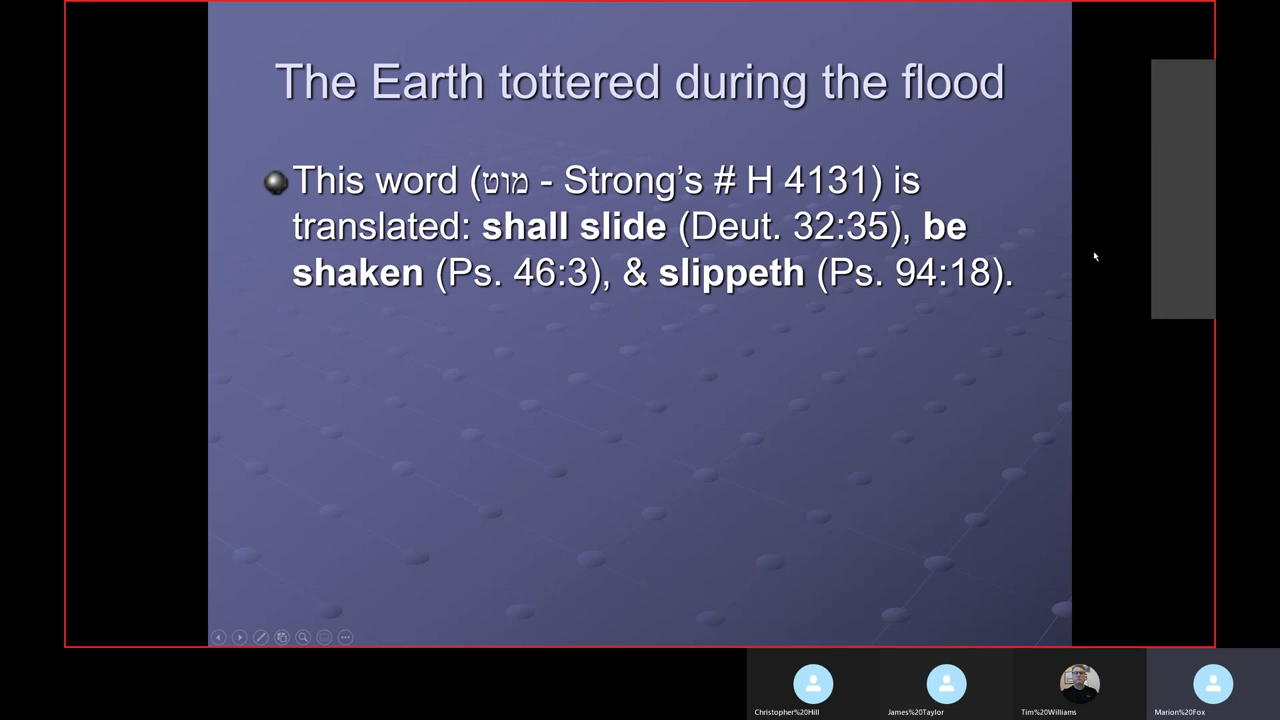 The Earth tottered during the flood
This word (מוט - Strong's # H 4131) is
translated: shall slide (Deut. 32:35), be
shaken (Ps. 46:3), & slippeth (Ps. 94:18).
Christopher%20Hill
James%20Taylor
Tim%20Williams
Marion%20Fox